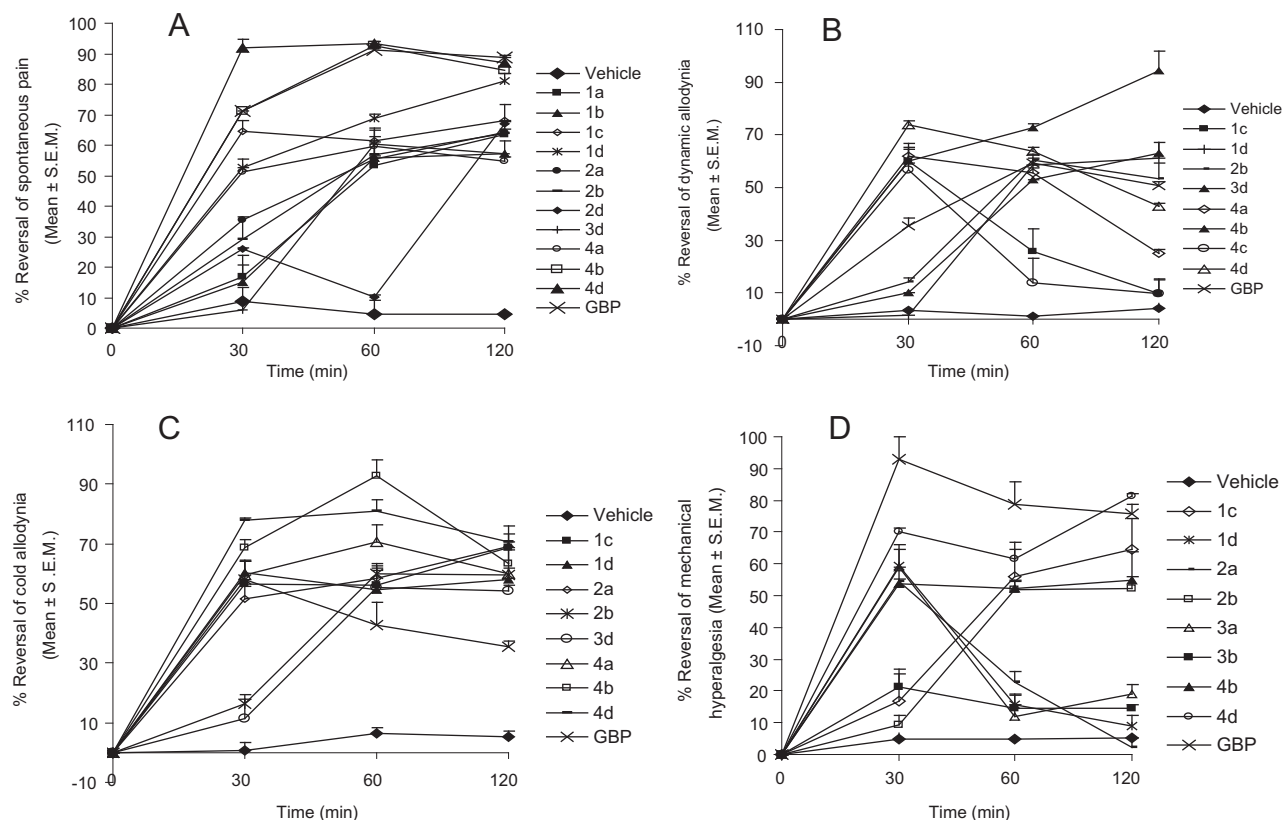 A
% Reversal of spontaneous pain
(Mean ± S.E.M.)
100
90
80
70
60
50
40
30
20
10
0
0
30
60
120
Time (min)
Vehicle
1a
1b
1c
1d
2a
2b
2d
3d
4a
4b
4d
GBP
B
% Reversal of dynamic allodynia
(Mean ± S.E.M.)
110
90
70
50
30
10
-10
0
30
60
120
Time (min)
Vehicle
1c
1d
2b
3d
4a
4b
4c
4d
GBP
C
% Reversal of cold allodynia
(Mean ± S .E.M.)
110
90
70
50
30
10
-10
0
30
60
120
Time (min)
Vehicle
1c
1d
2a
2b
3d
4a
4b
4d
GBP
D
% Reversal of mechanical
hyperalgesia (Mean ± S.E.M.)
100
90
80
70
60
50
40
30
20
10
0
0
30
60
120
Time (min)
Vehicle
1c
1d
2a
2b
3a
3b
4b
4d
GBP